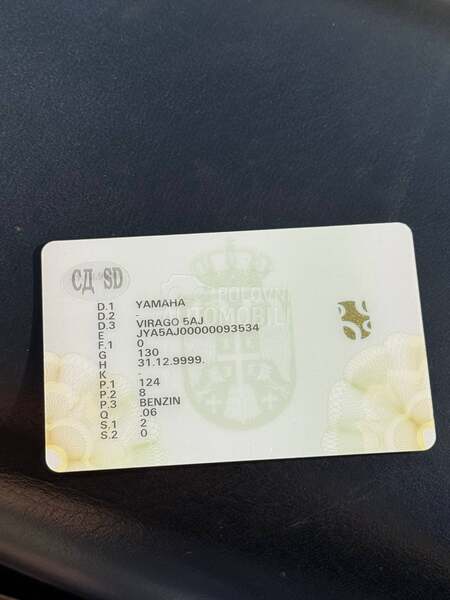 СД SD
D.1 YAMAHA
D.2 -
D.3 VIRAGO 5AJ
E JYA5AJ00000093534
F.1 0
G 130
H 31.12.9999.
K -
P.1 124
P.2 8
P.3 BENZIN
Q .06
S.1 2
S.2 0